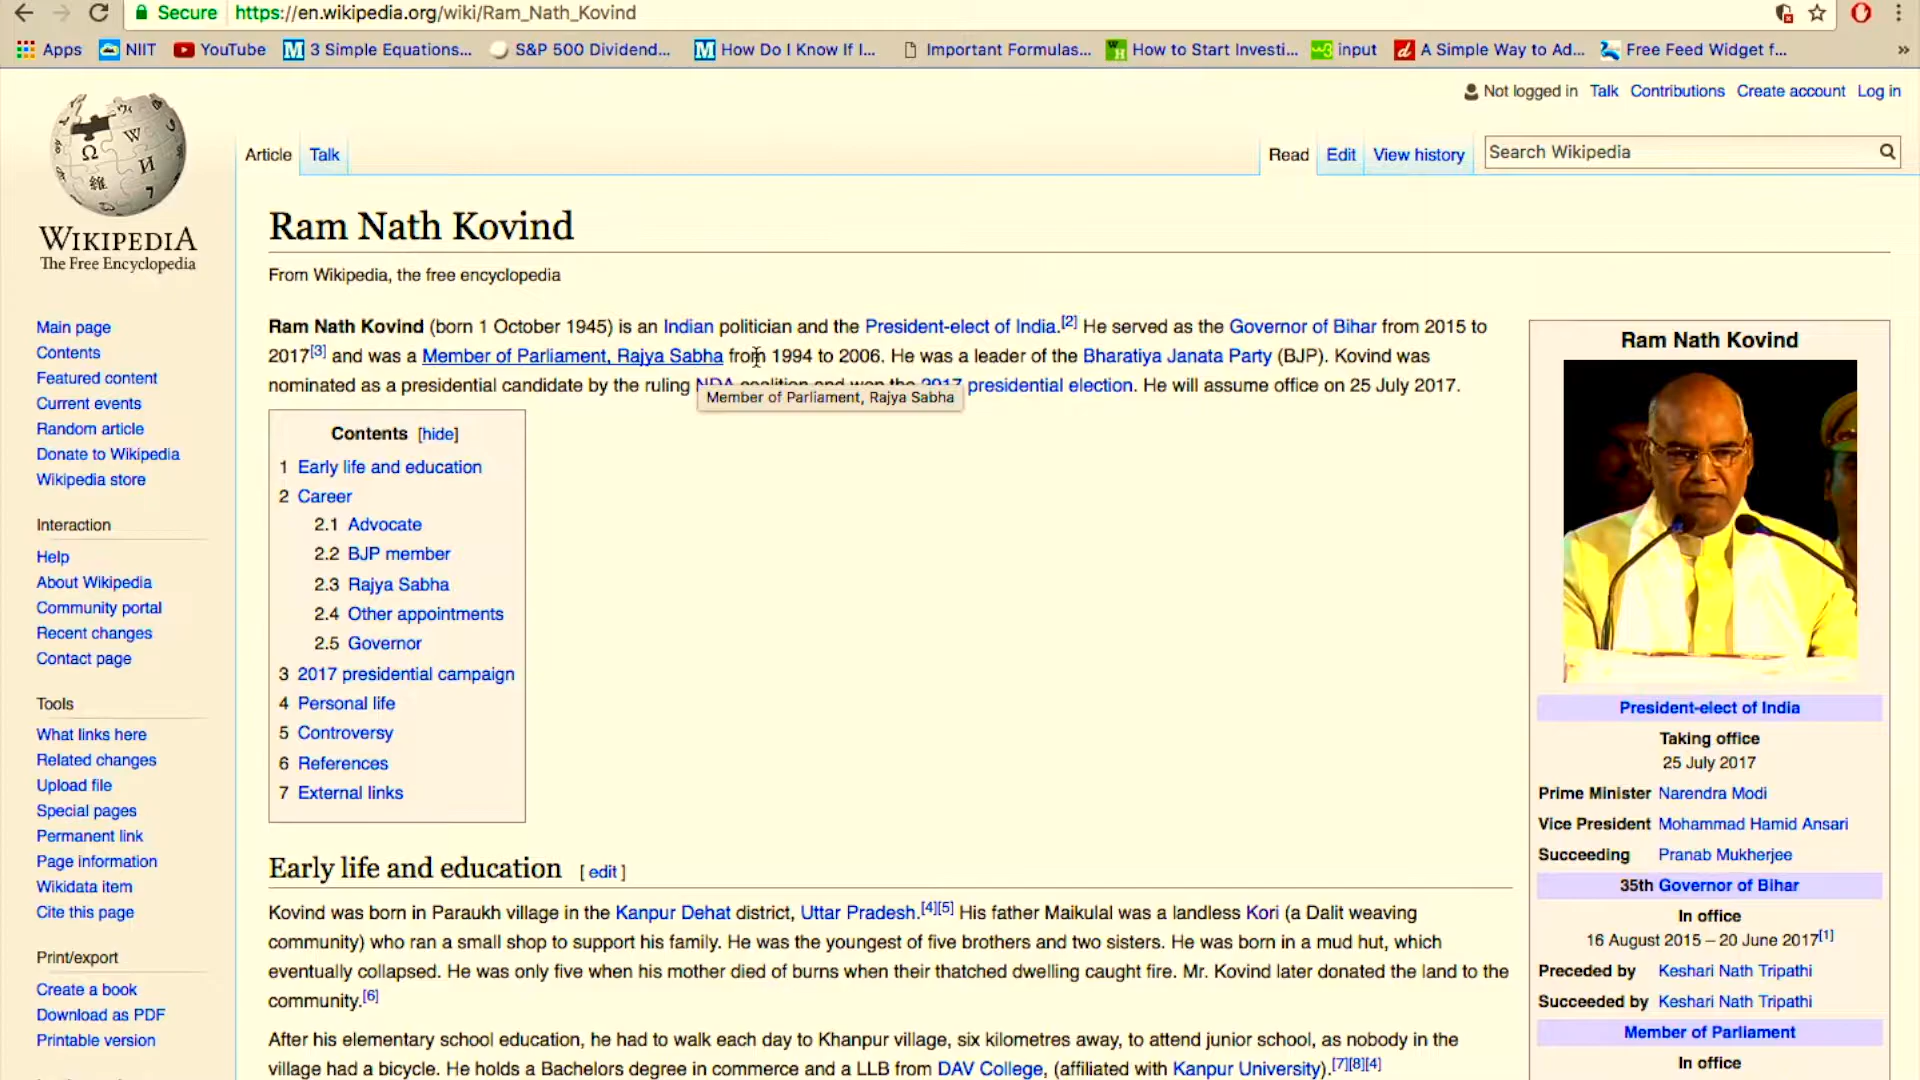 Secure https://en.wikipedia.org/wiki/Ram_Nath_Kovind
Apps NIIT YouTube 3 Simple Equations... S&P 500 Dividend... How Do I Know If I... Important Formulas... How to Start Investi... input A Simple Way to Ad... Free Feed Widget f... »
Not logged in Talk Contributions Create account Log in
Article Talk Read Edit View history Search Wikipedia
WIKIPEDIA
The Free Encyclopedia
Main page
Contents
Featured content
Current events
Random article
Donate to Wikipedia
Wikipedia store
Interaction
Help
About Wikipedia
Community portal
Recent changes
Contact page
Tools
What links here
Related changes
Upload file
Special pages
Permanent link
Page information
Wikidata item
Cite this page
Print/export
Create a book
Download as PDF
Printable version
Ram Nath Kovind
From Wikipedia, the free encyclopedia
Ram Nath Kovind (born 1 October 1945) is an Indian politician and the President-elect of India.[2] He served as the Governor of Bihar from 2015 to
2017[3] and was a Member of Parliament, Rajya Sabha from 1994 to 2006. He was a leader of the Bharatiya Janata Party (BJP). Kovind was
nominated as a presidential candidate by the ruling NDA coalition and won the 2017 presidential election. He will assume office on 25 July 2017.
Member of Parliament, Rajya Sabha
Contents [hide]
1 Early life and education
2 Career
2.1 Advocate
2.2 BJP member
2.3 Rajya Sabha
2.4 Other appointments
2.5 Governor
3 2017 presidential campaign
4 Personal life
5 Controversy
6 References
7 External links
Early life and education [ edit ]
Kovind was born in Paraukh village in the Kanpur Dehat district, Uttar Pradesh.[4][5] His father Maikulal was a landless Kori (a Dalit weaving
community) who ran a small shop to support his family. He was the youngest of five brothers and two sisters. He was born in a mud hut, which
eventually collapsed. He was only five when his mother died of burns when their thatched dwelling caught fire. Mr. Kovind later donated the land to the
community.[6]
After his elementary school education, he had to walk each day to Khanpur village, six kilometres away, to attend junior school, as nobody in the
village had a bicycle. He holds a Bachelors degree in commerce and a LLB from DAV College, (affiliated with Kanpur University).[7][8][4]
Ram Nath Kovind
President-elect of India
Taking office
25 July 2017
Prime Minister Narendra Modi
Vice President Mohammad Hamid Ansari
Succeeding Pranab Mukherjee
35th Governor of Bihar
In office
16 August 2015 – 20 June 2017[1]
Preceded by Keshari Nath Tripathi
Succeeded by Keshari Nath Tripathi
Member of Parliament
In office